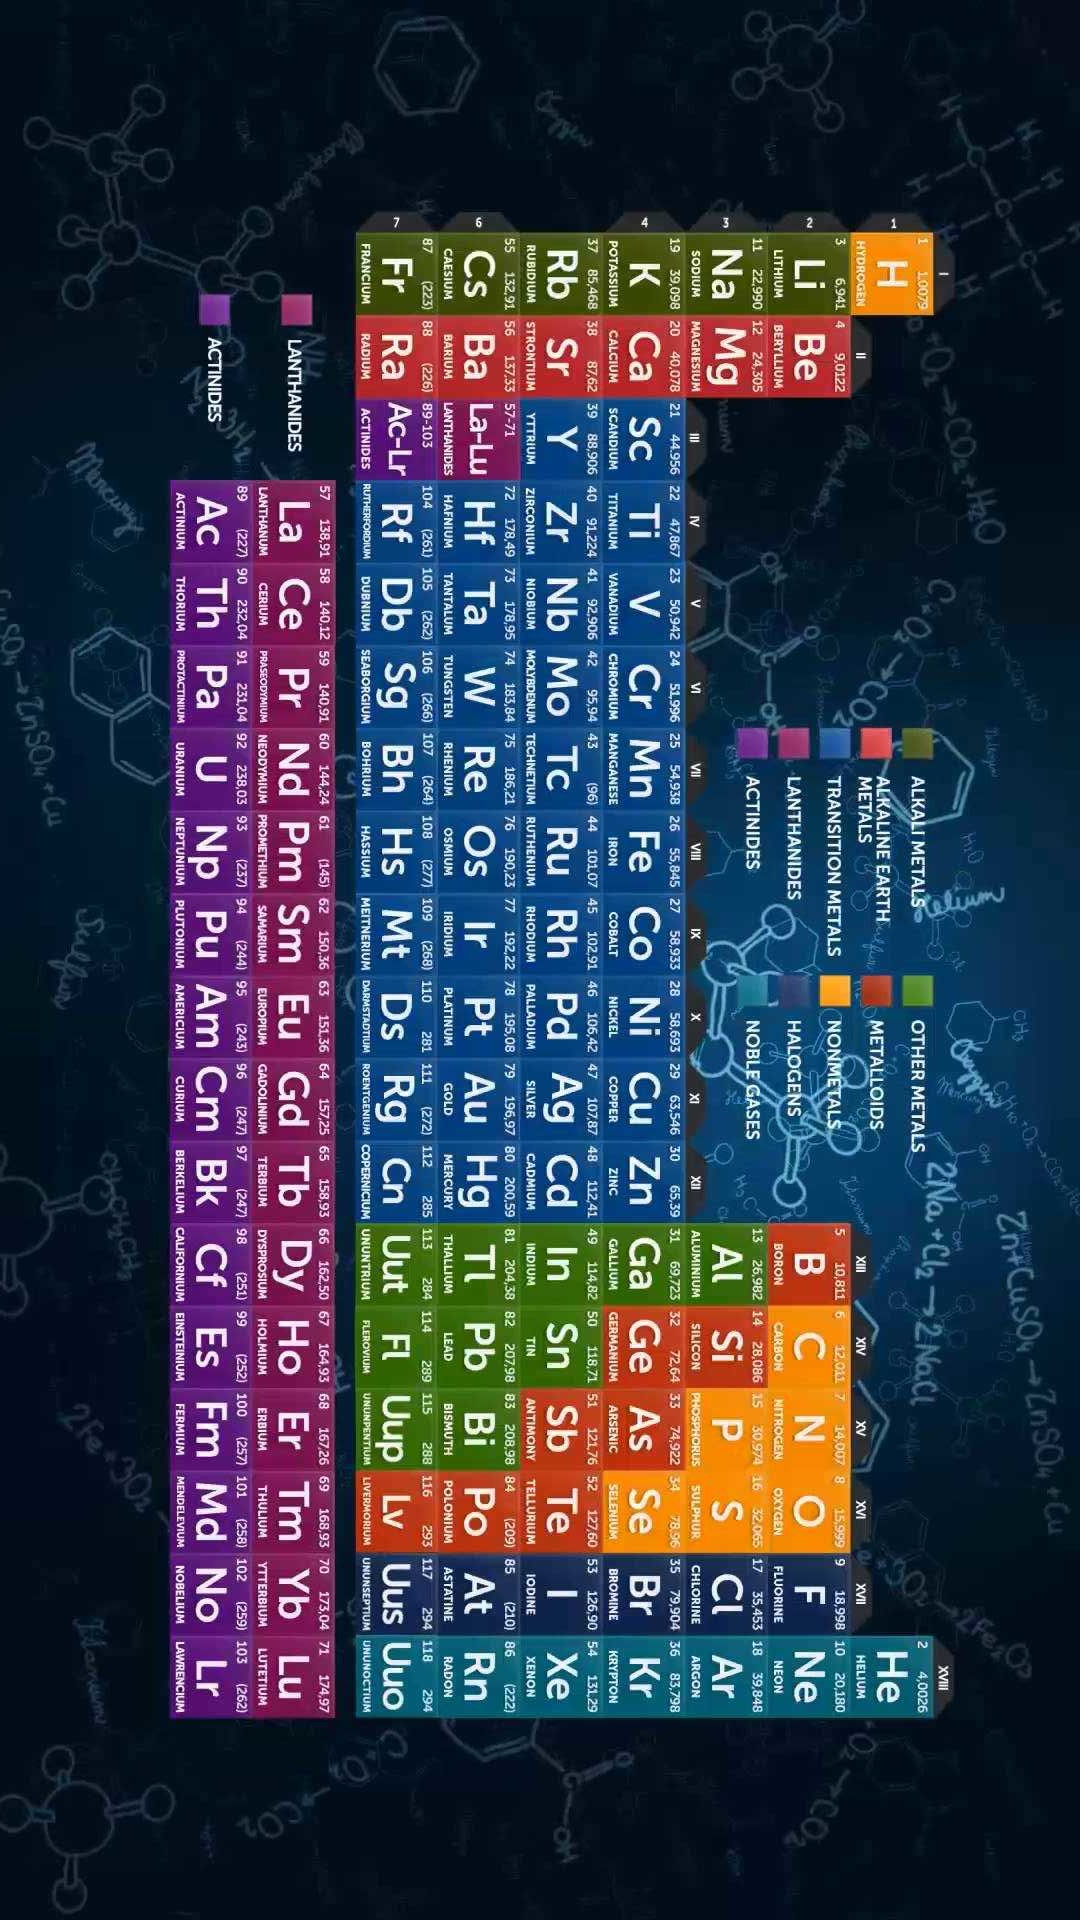 I XVIII
1 1,0079 2 4,0026
1 H He
HYDROGEN HELIUM
ALKALI METALS OTHER METALS
ALKALINE EARTH METALS METALLOIDS
TRANSITION METALS NONMETALS
LANTHANIDES HALOGENS
ACTINIDES NOBLE GASES
II XIII XIV XV XVI XVII
3 6,941 4 9,0122 5 10,811 6 12,011 7 14,007 8 15,999 9 18,998 10 20,180
2 Li Be B C N O F Ne
LITHIUM BERYLLIUM BORON CARBON NITROGEN OXYGEN FLUORINE NEON
11 22,990 12 24,305 13 26,982 14 28,086 15 30,974 16 32,065 17 35,453 18 39,848
3 Na Mg Al Si P S Cl Ar
SODIUM MAGNESIUM ALUMINIUM SILICON PHOSPHORUS SULPHUR CHLORINE ARGON
III IV V VI VII VIII IX X XI XII
19 39,098 20 40,078 21 44,956 22 47,867 23 50,942 24 51,996 25 54,938 26 55,845 27 58,933 28 58,693 29 63,546 30 65,39 31 69,723 32 72,64 33 74,922 34 78,96 35 79,904 36 83,798
4 K Ca Sc Ti V Cr Mn Fe Co Ni Cu Zn Ga Ge As Se Br Kr
POTASSIUM CALCIUM SCANDIUM TITANIUM VANADIUM CHROMIUM MANGANESE IRON COBALT NICKEL COPPER ZINC GALLIUM GERMANIUM ARSENIC SELENIUM BROMINE KRYPTON
37 85,468 38 87,62 39 88,906 40 91,224 41 92,906 42 95,94 43 (96) 44 101,07 45 102,91 46 106,42 47 107,87 48 112,41 49 114,82 50 118,71 51 121,76 52 127,60 53 126,90 54 131,29
Rb Sr Y Zr Nb Mo Tc Ru Rh Pd Ag Cd In Sn Sb Te I Xe
RUBIDIUM STRONTIUM YTTRIUM ZIRCONIUM NIOBIUM MOLYBDENUM TECHNETIUM RUTHENIUM RHODIUM PALLADIUM SILVER CADMIUM INDIUM TIN ANTIMONY TELLURIUM IODINE XENON
55 132,91 56 137,33 57-71 72 178,49 73 178,95 74 183,84 75 186,21 76 190,23 77 192,22 78 195,08 79 196,97 80 200,59 81 204,38 82 207,98 83 208,98 84 (209) 85 (210) 86 (222)
6 Cs Ba La-Lu Hf Ta W Re Os Ir Pt Au Hg Tl Pb Bi Po At Rn
CAESIUM BARIUM LANTHANIDES HAFNIUM TANTALUM TUNGSTEN RHENIUM OSMIUM IRIDIUM PLATINUM GOLD MERCURY THALLIUM LEAD BISMUTH POLONIUM ASTATINE RADON
87 (223) 88 (226) 89-103 104 (261) 105 (262) 106 (266) 107 (264) 108 (277) 109 (268) 110 281 111 (272) 112 285 113 284 114 289 115 288 116 293 117 294 118 294
7 Fr Ra Ac-Lr Rf Db Sg Bh Hs Mt Ds Rg Cn Uut Fl Uup Lv Uus Uuo
FRANCIUM RADIUM ACTINIDES RUTHERFORDIUM DUBNIUM SEABORGIUM BOHRIUM HASSIUM MEITNERIUM DARMSTADTIUM ROENTGENIUM COPERNICIUM UNUNTRIUM FLEROVIUM UNUNPENTIUM LIVERMORIUM UNUNSEPTIUM UNUNOCTIUM
57 138,91 58 140,12 59 140,91 60 144,24 61 (145) 62 150,36 63 151,36 64 157,25 65 158,93 66 162,50 67 164,93 68 167,26 69 168,93 70 173,04 71 174,97
LANTHANIDES La Ce Pr Nd Pm Sm Eu Gd Tb Dy Ho Er Tm Yb Lu
LANTHANUM CERIUM PRASEODYMIUM NEODYMIUM PROMETHIUM SAMARIUM EUROPIUM GADOLINIUM TERBIUM DYSPROSIUM HOLMIUM ERBIUM THULIUM YTTERBIUM LUTETIUM
89 (227) 90 232,04 91 231,04 92 238,03 93 (237) 94 (244) 95 (243) 96 (247) 97 (247) 98 (251) 99 (252) 100 (257) 101 (258) 102 (259) 103 (262)
ACTINIDES Ac Th Pa U Np Pu Am Cm Bk Cf Es Fm Md No Lr
ACTINIUM THORIUM PROTACTINIUM URANIUM NEPTUNIUM PLUTONIUM AMERICIUM CURIUM BERKELIUM CALIFORNIUM EINSTEINIUM FERMIUM MENDELEVIUM NOBELIUM LAWRENCIUM
Zn+CuSO₄→ZnSO₄+Cu
2Na+Cl₂→2NaCl
C+O₂→CO₂
Helium
Oxygen
Mercury
Sulfur